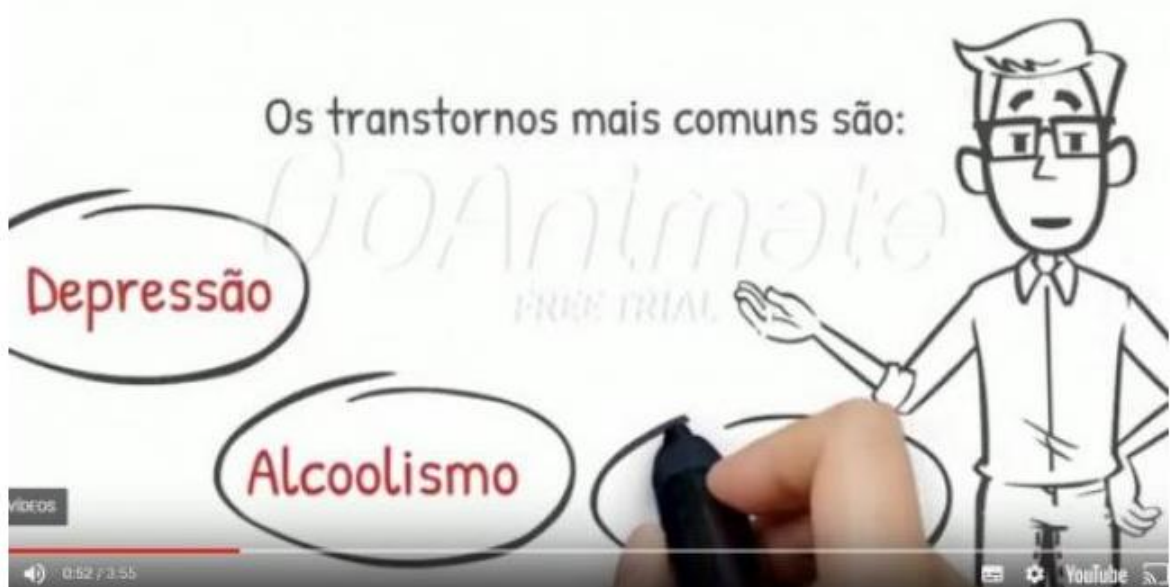 Os transtornos mais comuns são:
GoAnimate
FREE TRIAL
Depressão
Alcoolismo
VÍDEOS
0:52 / 3:55
YouTube